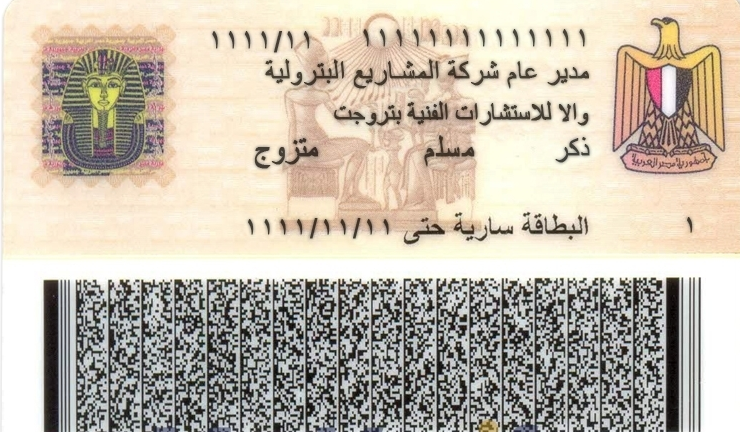 ١١١١١١١١١١١١١١ ١١١١/١١
مدير عام شركة المشاريع البترولية
والا للاستشارات الفنية بتروجت
ذكر مسلم متزوج
البطاقة سارية حتى ١١١١/١١/١١
١
جمهورية مصر العربية